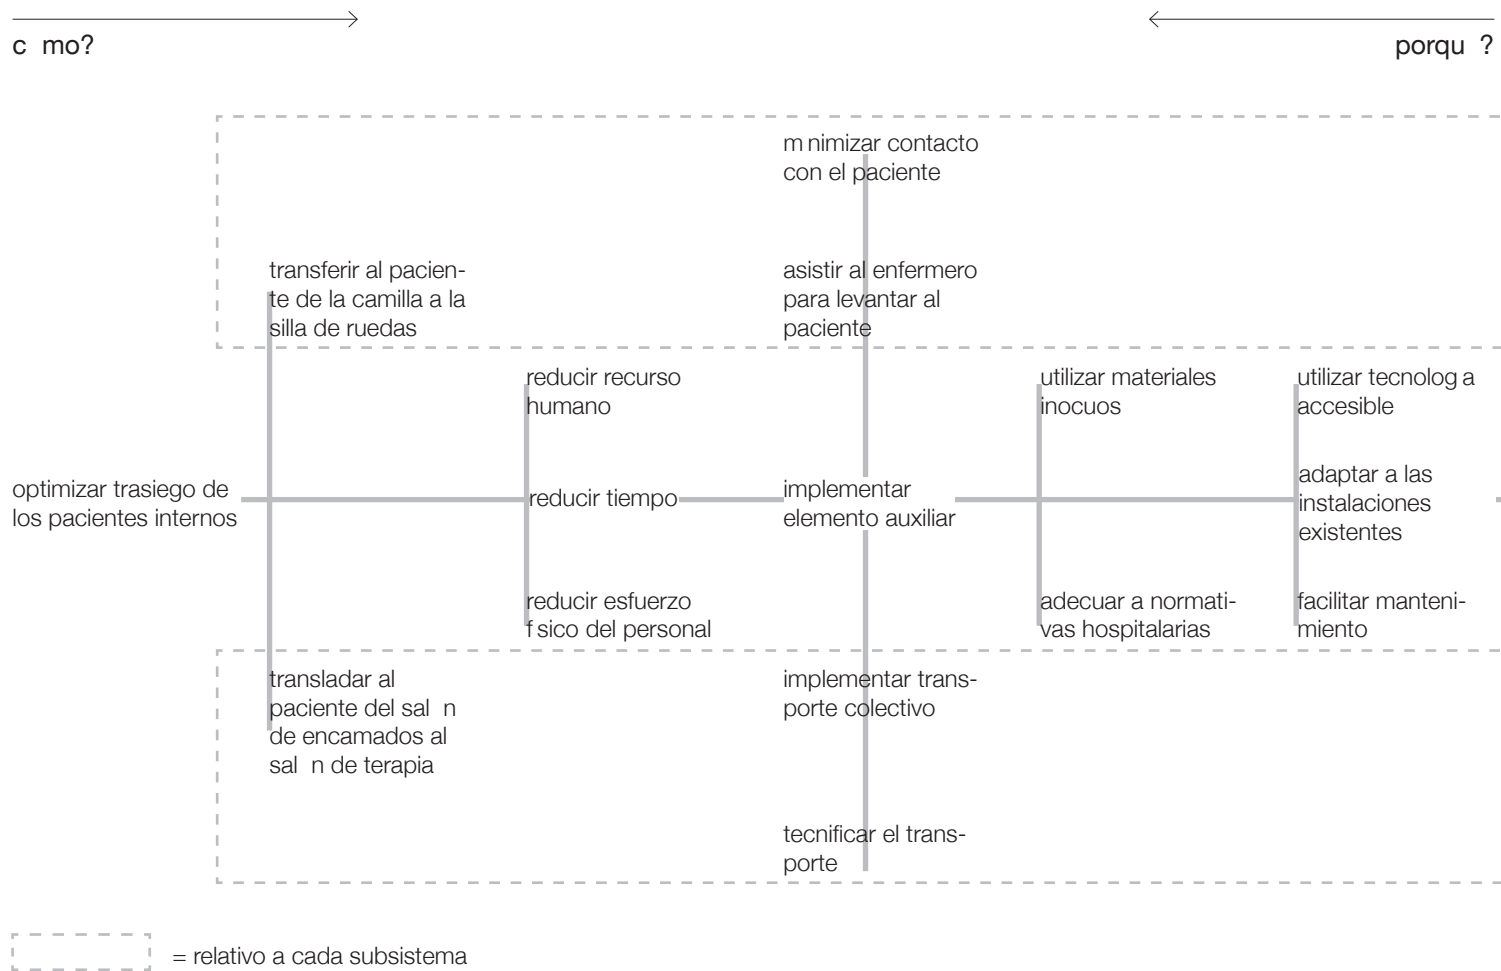 c mo?
porqu ?
m nimizar contacto
con el paciente
transferir al pacien-
te de la camilla a la
silla de ruedas
asistir al enfermero
para levantar al
paciente
reducir recurso
humano
utilizar materiales
inocuos
utilizar tecnolog a
accesible
optimizar trasiego de
los pacientes internos
reducir tiempo
implementar
elemento auxiliar
adaptar a las
instalaciones
existentes
reducir esfuerzo
f sico del personal
adecuar a normati-
vas hospitalarias
facilitar manteni-
miento
transladar al
paciente del sal n
de encamados al
sal n de terapia
implementar trans-
porte colectivo
tecnificar el trans-
porte
= relativo a cada subsistema